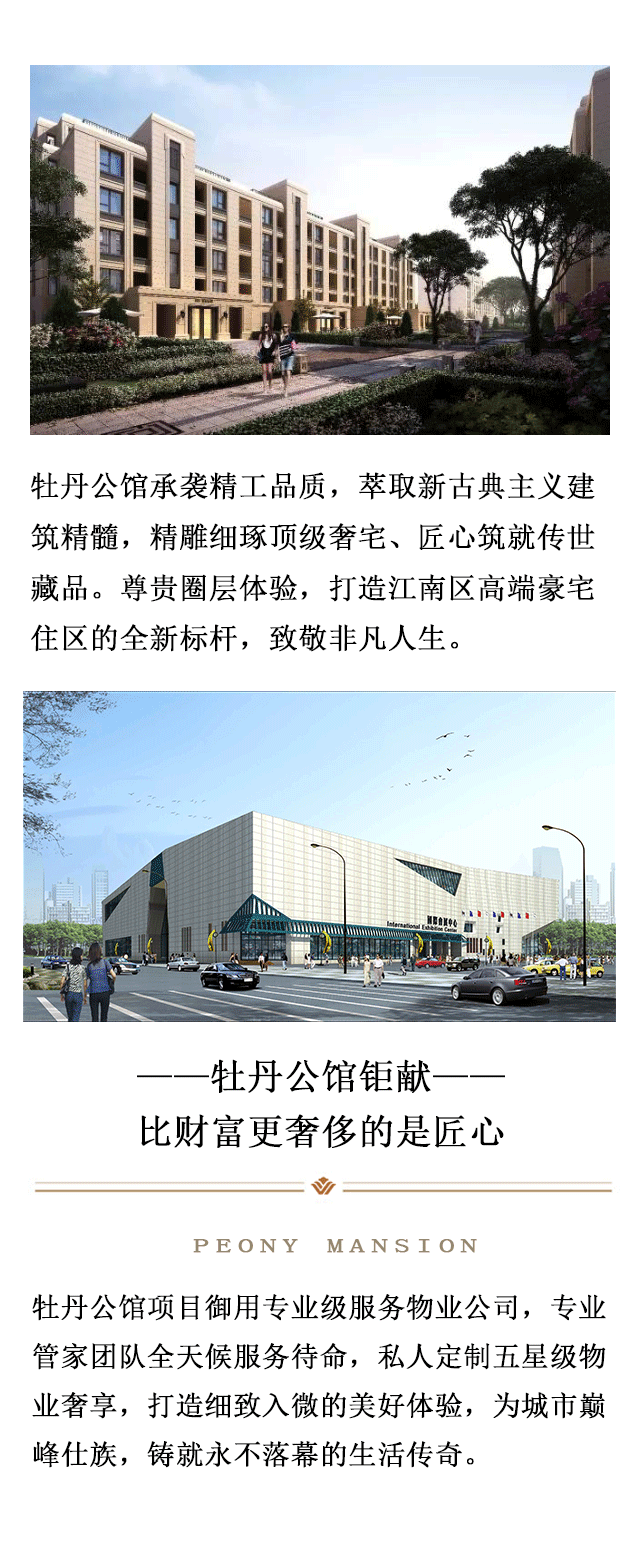 牡丹公馆承袭精工品质，萃取新古典主义建
筑精髓，精雕细琢顶级奢宅、匠心筑就传世
藏品。尊贵圈层体验，打造江南区高端豪宅
住区的全新标杆，致敬非凡人生。
International Exhibition Center
——牡丹公馆钜献——
比财富更奢侈的是匠心
PEONY MANSION
牡丹公馆项目御用专业级服务物业公司，专业
管家团队全天候服务待命，私人定制五星级物
业奢享，打造细致入微的美好体验，为城市巅
峰仕族，铸就永不落幕的生活传奇。